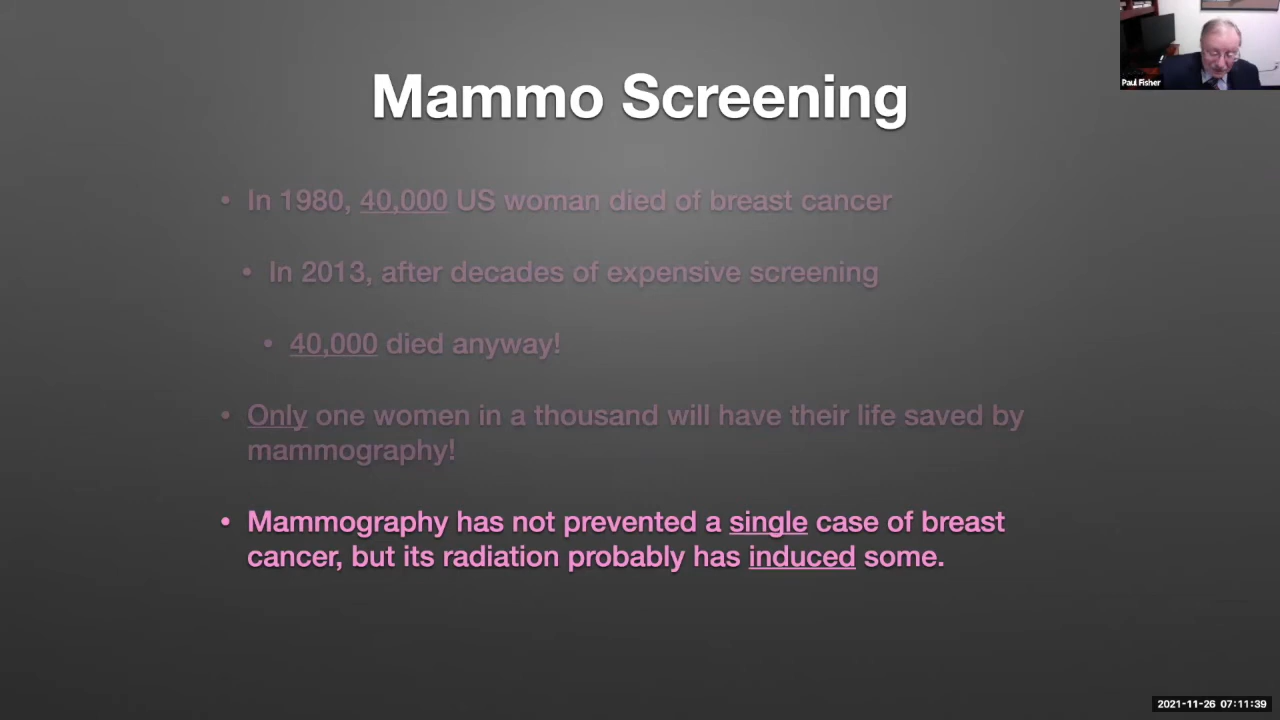 Paul Fisher
Mammo Screening
• In 1980, 40,000 US woman died of breast cancer
• In 2013, after decades of expensive screening
• 40,000 died anyway!
• Only one women in a thousand will have their life saved by
mammography!
• Mammography has not prevented a single case of breast
cancer, but its radiation probably has induced some.
2021-11-26 07:11:39